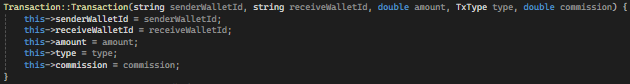 Transaction::Transaction(string senderWalletId, string receiveWalletId, double amount, TxType type, double commission) {
    this->senderWalletId = senderWalletId;
    this->receiveWalletId = receiveWalletId;
    this->amount = amount;
    this->type = type;
    this->commission = commission;
}